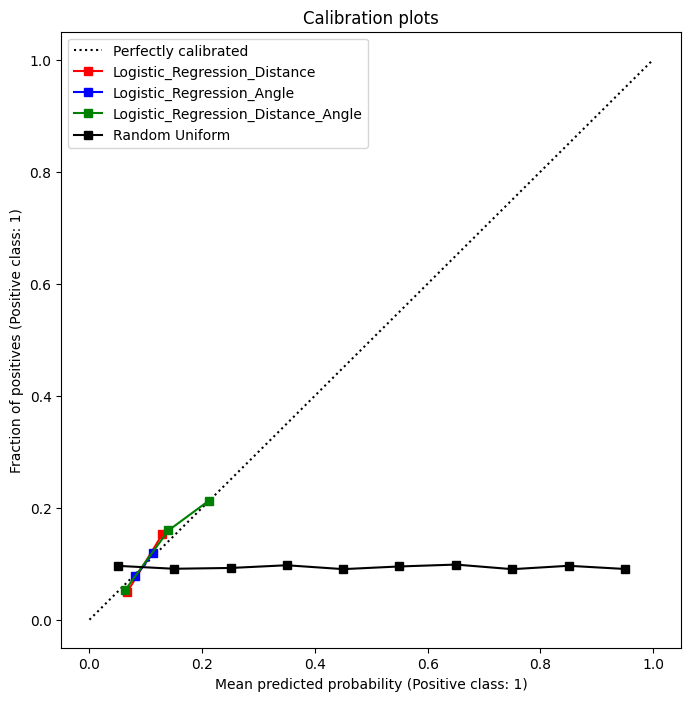 Calibration plots
Perfectly calibrated
Logistic_Regression_Distance
Logistic_Regression_Angle
Logistic_Regression_Distance_Angle
Random Uniform
1.0
0.8
0.6
0.4
0.2
0.0
Fraction of positives (Positive class: 1)
0.0 0.2 0.4 0.6 0.8 1.0
Mean predicted probability (Positive class: 1)